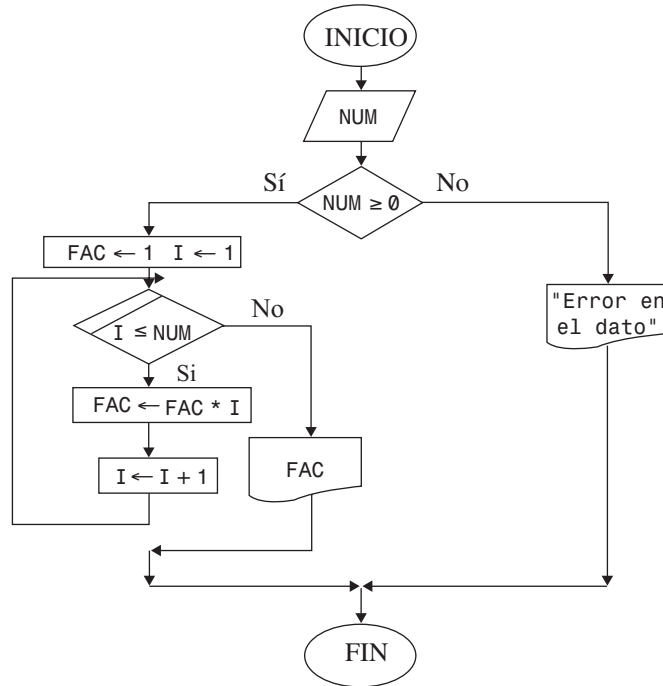 INICIO
NUM
Sí
No
NUM ≥ 0
FAC ← 1 I ← 1
"Error en
el dato"
I ≤ NUM
No
Si
FAC ← FAC * I
I ← I + 1
FAC
FIN